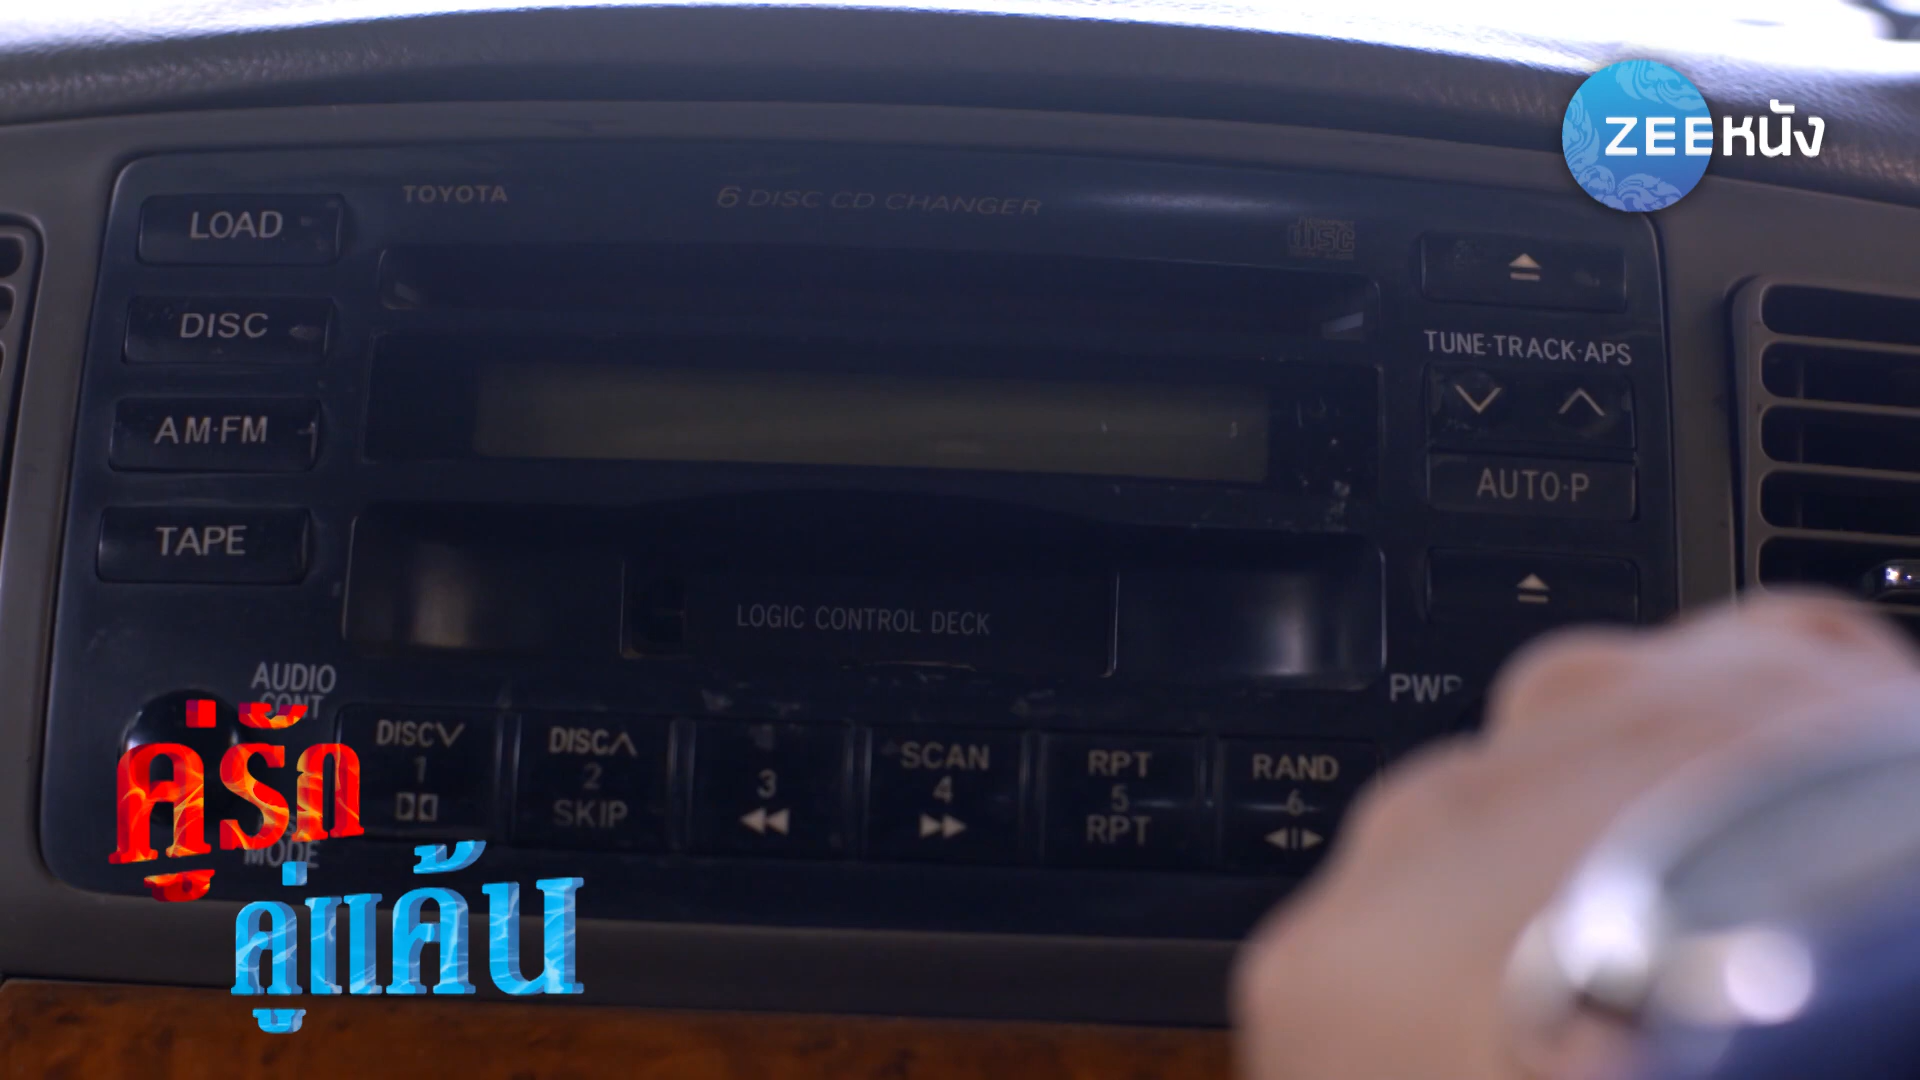 ZEEหนัง
TOYOTA
6 DISC CD CHANGER
LOAD
disc
DISC
TUNE·TRACK·APS
AM·FM
AUTO·P
TAPE
LOGIC CONTROL DECK
AUDIO
CONT
PWR
DISC 1
DISC 2 SKIP
3
SCAN 4
RPT 5 RPT
RAND 6
MODE
คู่รัก
คู่แค้น